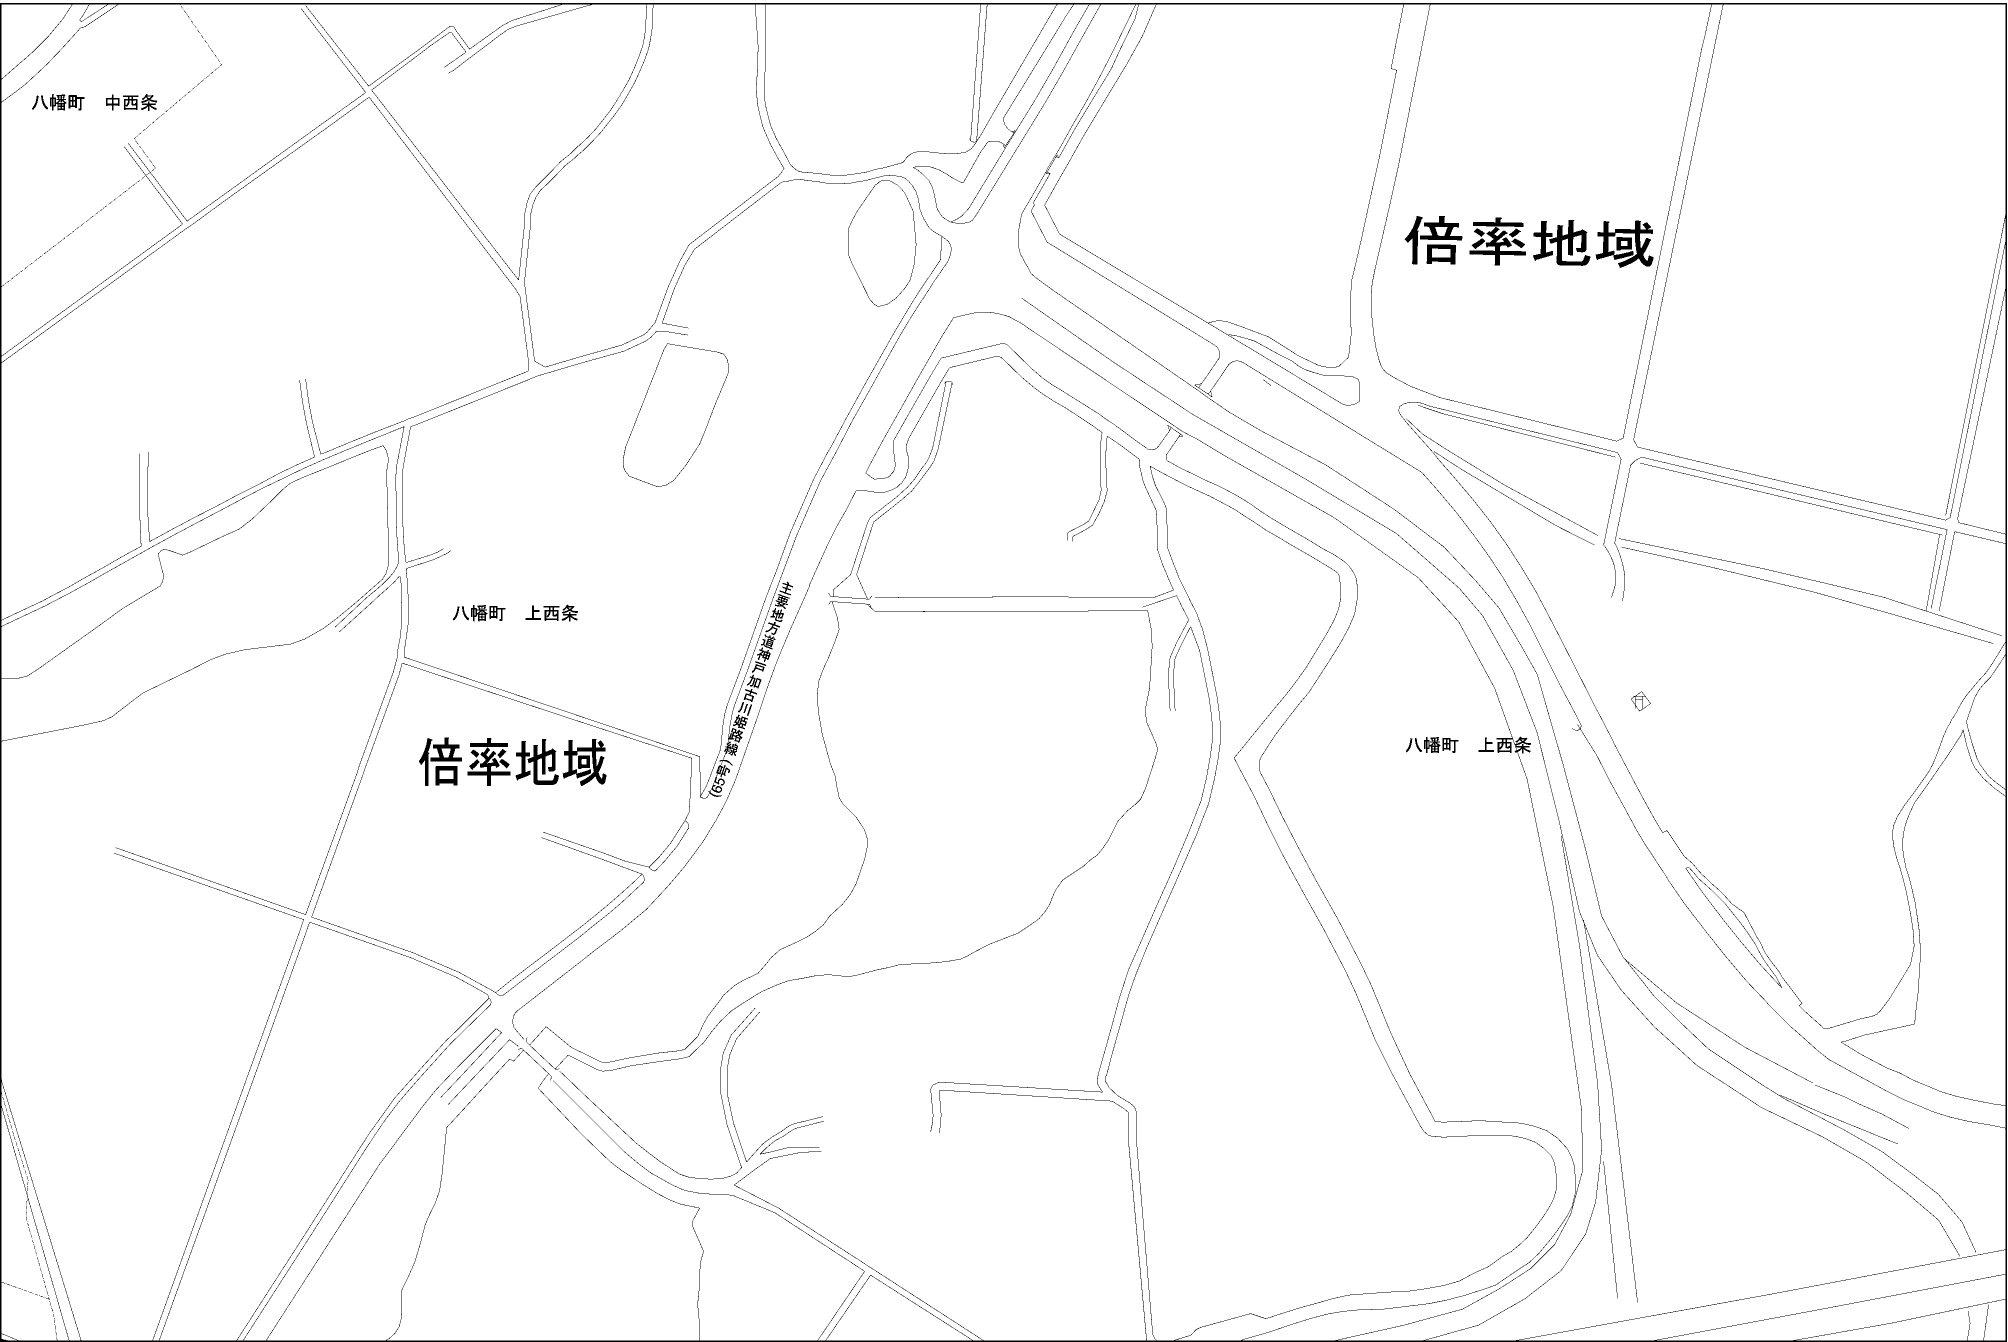 八幡町　中西条
倍率地域
八幡町　上西条
主要地方道神戸加古川姫路線
(65号)
八幡町　上西条
倍率地域